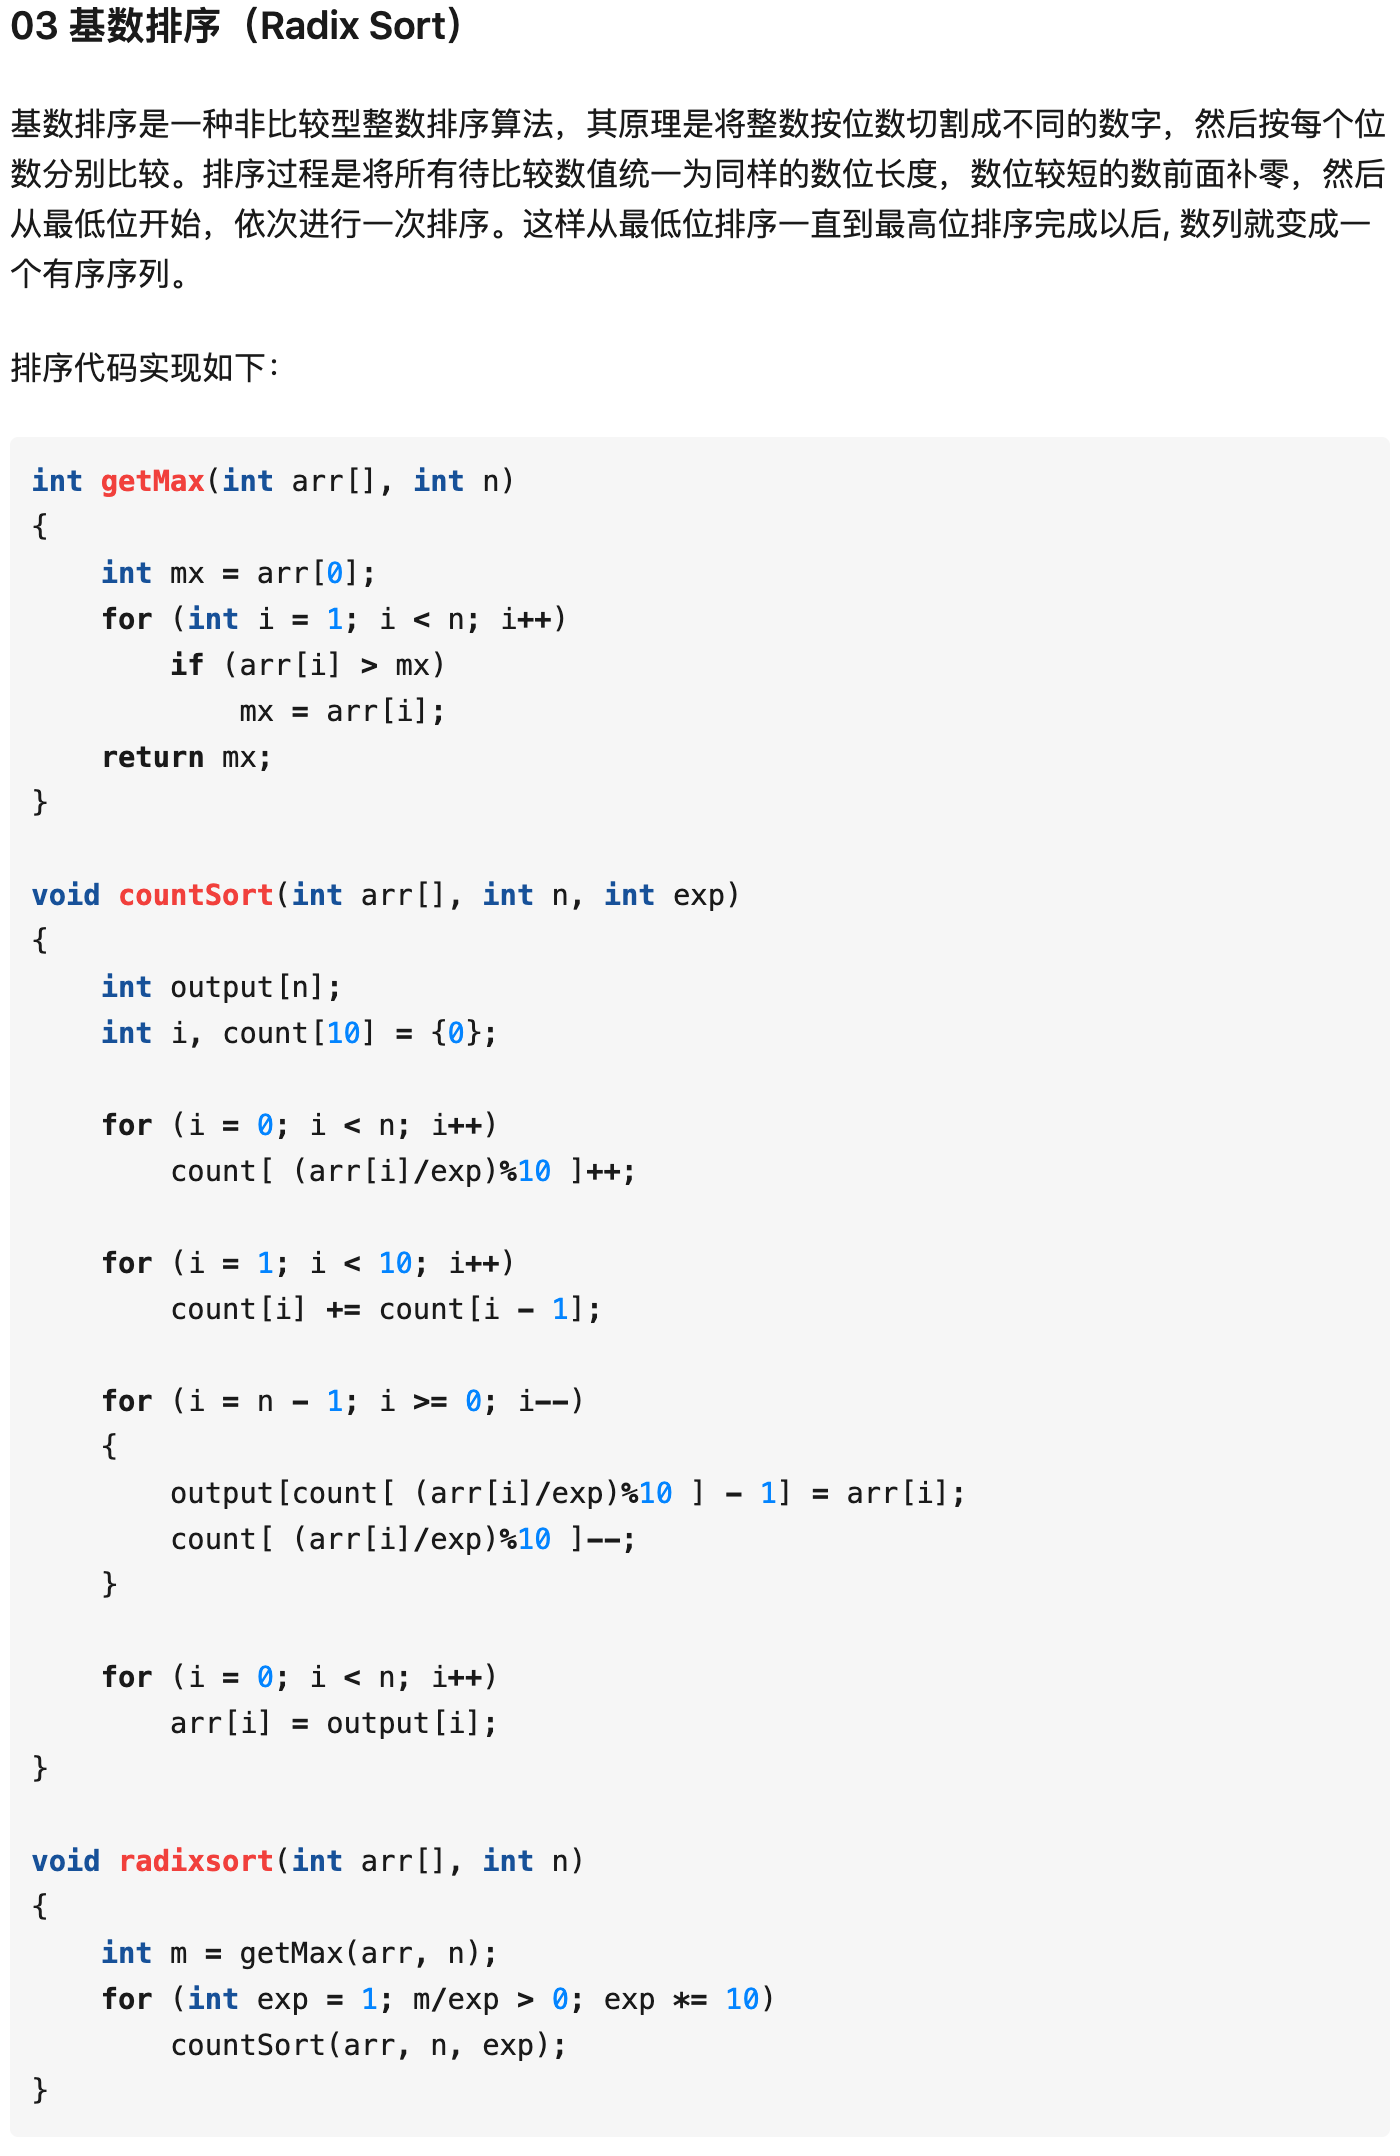 03 基数排序（Radix Sort）
基数排序是一种非比较型整数排序算法，其原理是将整数按位数切割成不同的数字，然后按每个位
数分别比较。排序过程是将所有待比较数值统一为同样的数位长度，数位较短的数前面补零，然后
从最低位开始，依次进行一次排序。这样从最低位排序一直到最高位排序完成以后, 数列就变成一
个有序序列。
排序代码实现如下：
int getMax(int arr[], int n)
{
    int mx = arr[0];
    for (int i = 1; i < n; i++)
        if (arr[i] > mx)
            mx = arr[i];
    return mx;
}
void countSort(int arr[], int n, int exp)
{
    int output[n];
    int i, count[10] = {0};
    for (i = 0; i < n; i++)
        count[ (arr[i]/exp)%10 ]++;
    for (i = 1; i < 10; i++)
        count[i] += count[i - 1];
    for (i = n - 1; i >= 0; i--)
    {
        output[count[ (arr[i]/exp)%10 ] - 1] = arr[i];
        count[ (arr[i]/exp)%10 ]--;
    }
    for (i = 0; i < n; i++)
        arr[i] = output[i];
}
void radixsort(int arr[], int n)
{
    int m = getMax(arr, n);
    for (int exp = 1; m/exp > 0; exp *= 10)
        countSort(arr, n, exp);
}